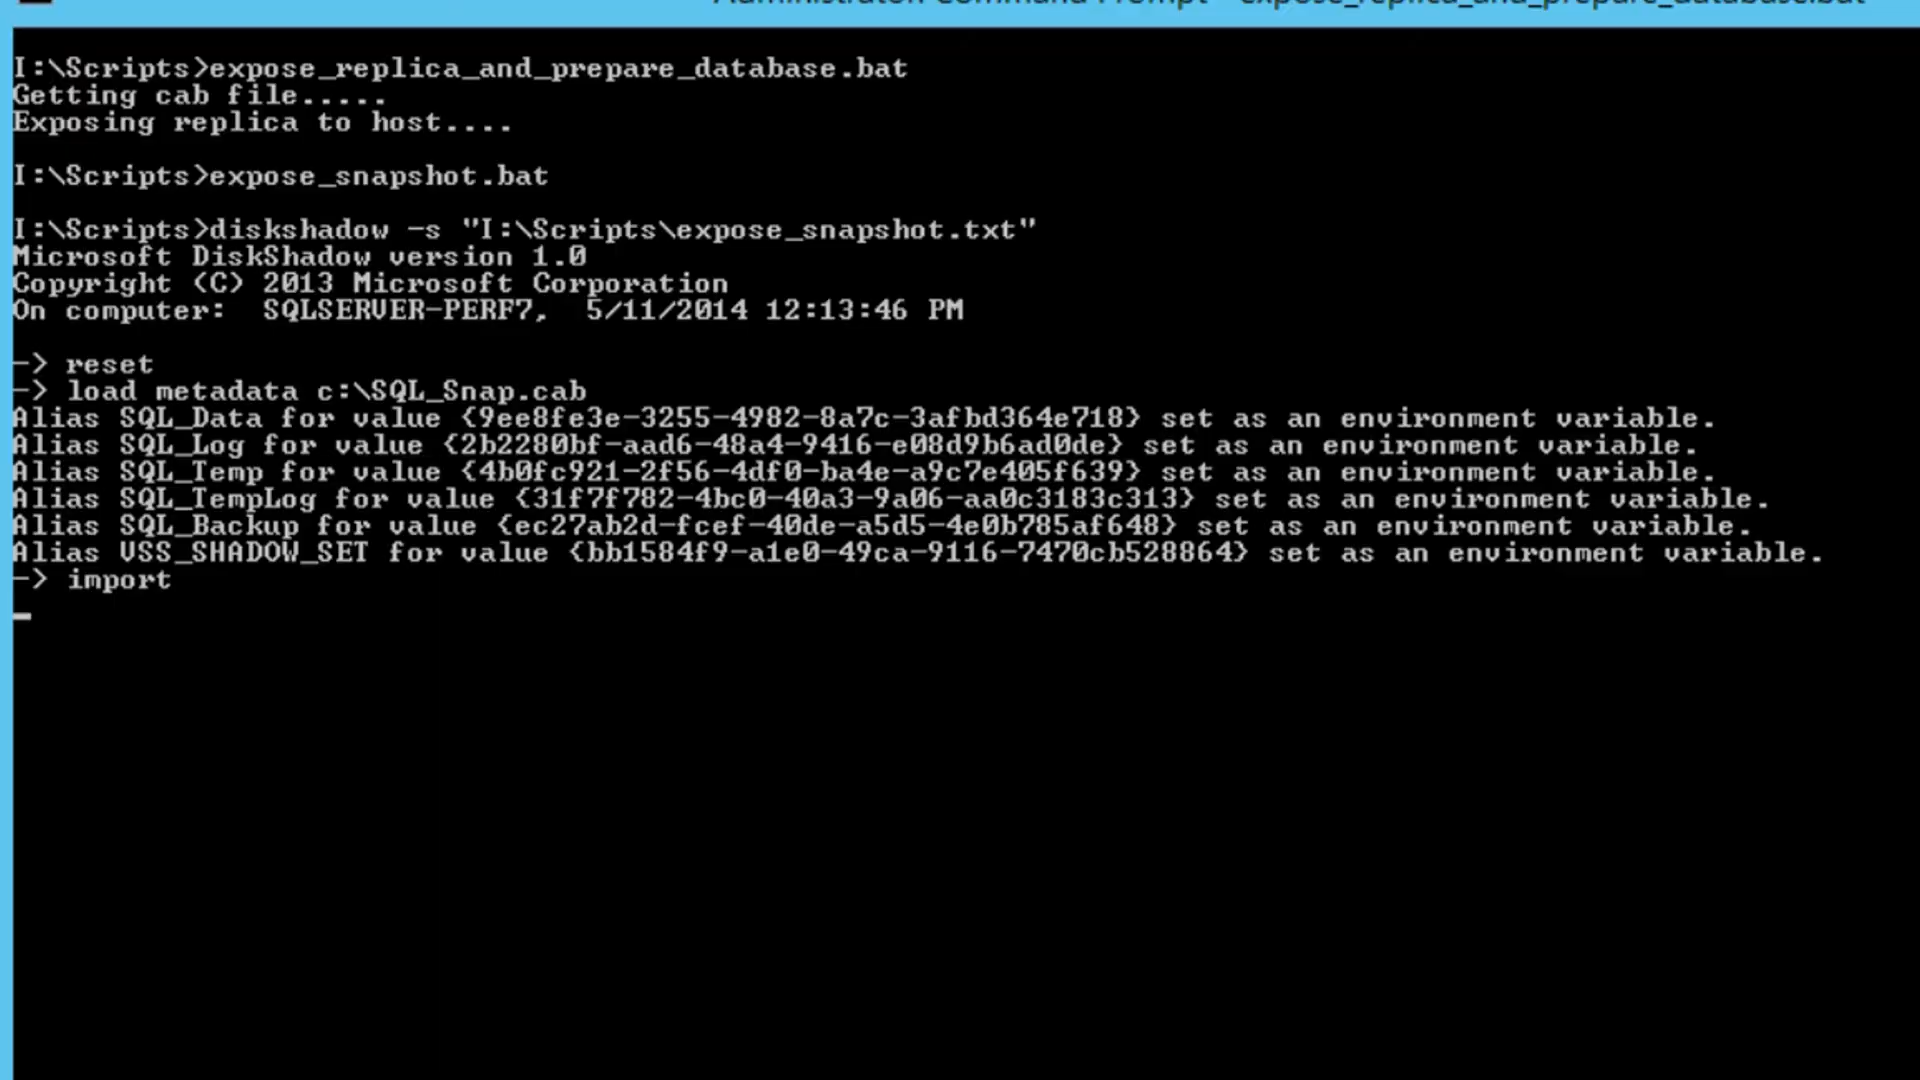 Administrator: Command Prompt - expose_replica_and_prepare_database.bat
I:\Scripts>expose_replica_and_prepare_database.bat
Getting cab file.....
Exposing replica to host....
I:\Scripts>expose_snapshot.bat
I:\Scripts>diskshadow -s "I:\Scripts\expose_snapshot.txt"
Microsoft DiskShadow version 1.0
Copyright (C) 2013 Microsoft Corporation
On computer:  SQLSERVER-PERF7,  5/11/2014 12:13:46 PM
-> reset
-> load metadata c:\SQL_Snap.cab
Alias SQL_Data for value {9ee8fe3e-3255-4982-8a7c-3afbd364e718} set as an environment variable.
Alias SQL_Log for value {2b2280bf-aad6-48a4-9416-e08d9b6ad0de} set as an environment variable.
Alias SQL_Temp for value {4b0fc921-2f56-4df0-ba4e-a9c7e405f639} set as an environment variable.
Alias SQL_TempLog for value {31f7f782-4bc0-40a3-9a06-aa0c3183c313} set as an environment variable.
Alias SQL_Backup for value {ec27ab2d-fcef-40de-a5d5-4e0b785af648} set as an environment variable.
Alias VSS_SHADOW_SET for value {bb1584f9-a1e0-49ca-9116-7470cb528864} set as an environment variable.
-> import